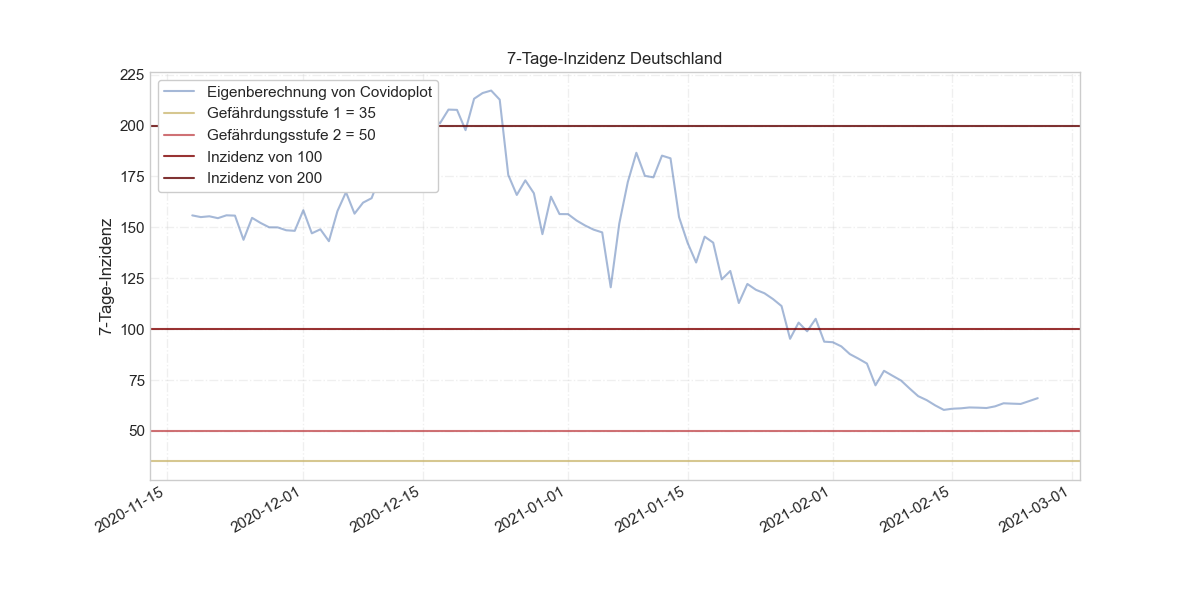 7-Tage-Inzidenz Deutschland
7-Tage-Inzidenz
225
200
175
150
125
100
75
50
Eigenberechnung von Covidoplot
Gefährdungsstufe 1 = 35
Gefährdungsstufe 2 = 50
Inzidenz von 100
Inzidenz von 200
2020-11-15
2020-12-01
2020-12-15
2021-01-01
2021-01-15
2021-02-01
2021-02-15
2021-03-01